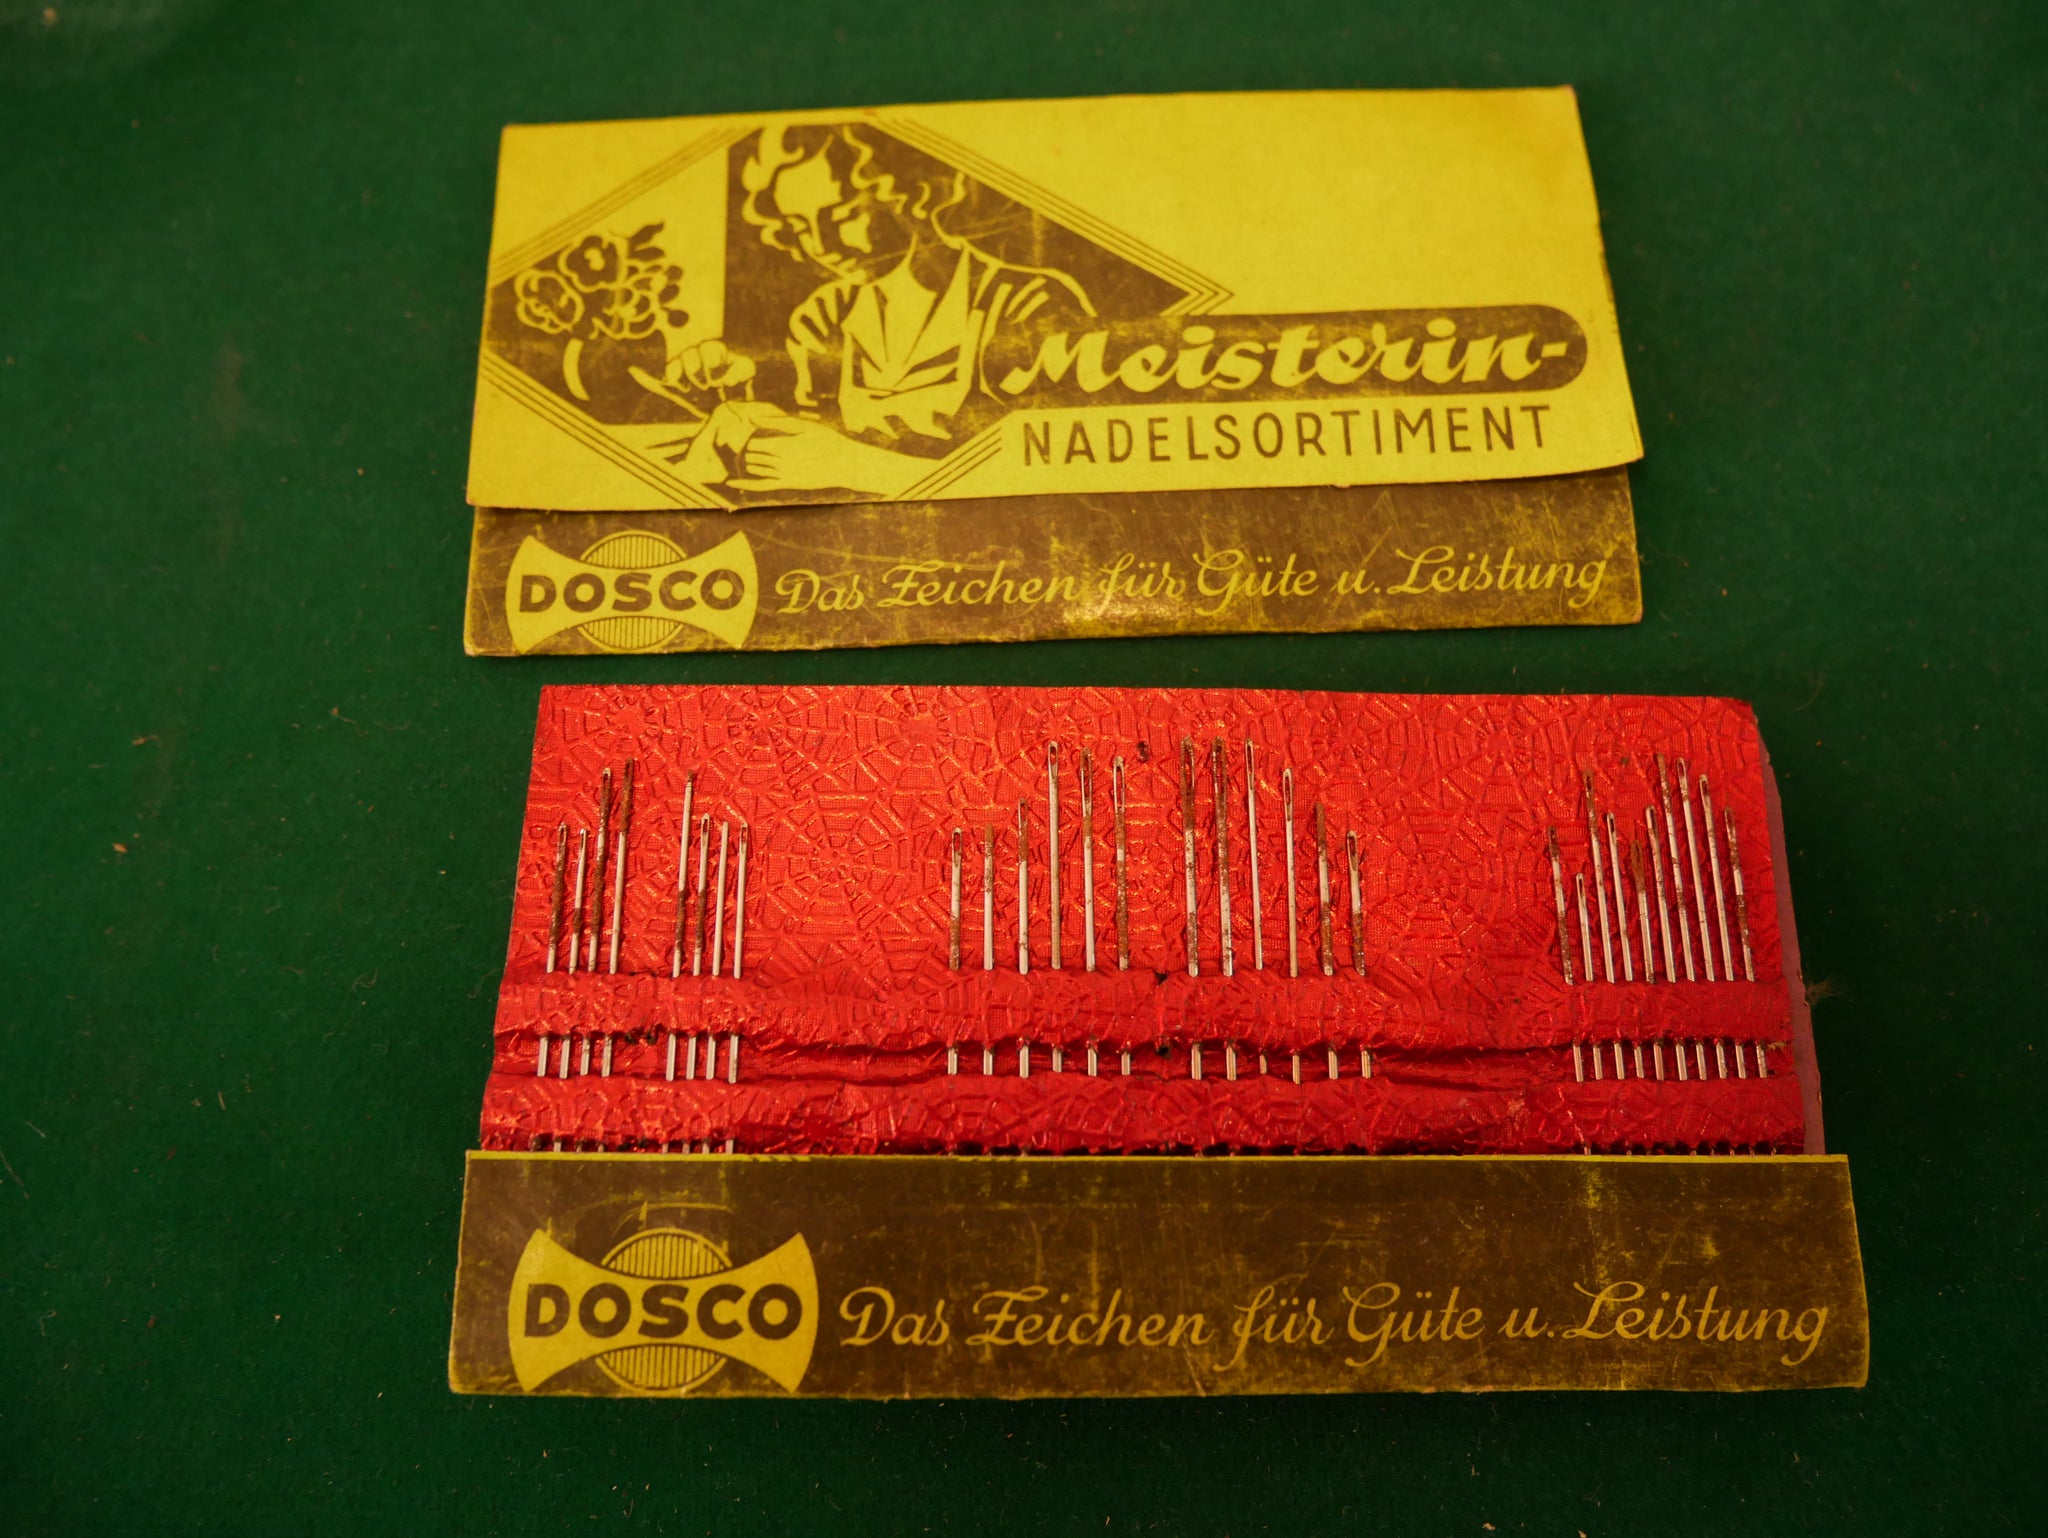 Meisterin-
NADELSORTIMENT
DOSCO Das Zeichen für Güte u. Leistung
DOSCO Das Zeichen für Güte u. Leistung